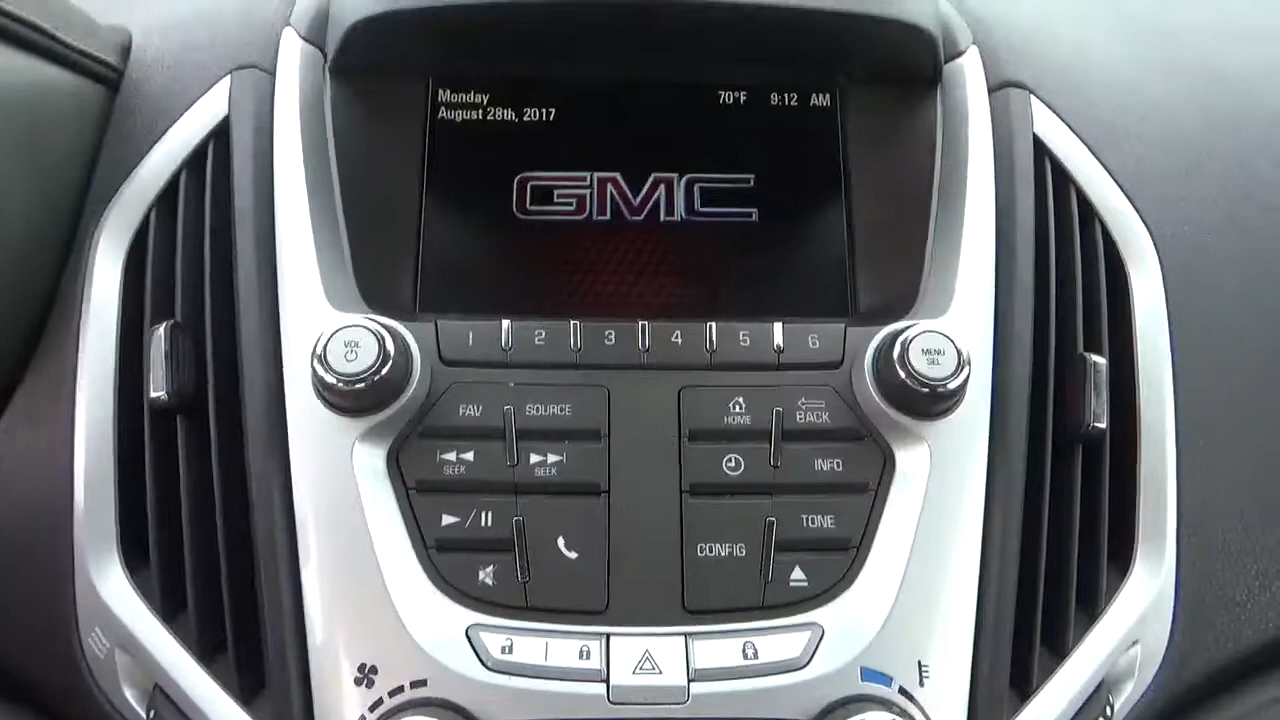 Monday
70°F 9:12 AM
August 28th, 2017
GMC
VOL
MENU
SEL
1 2 3 4 5 6
FAV SOURCE
HOME BACK
SEEK SEEK
INFO
TONE
CONFIG